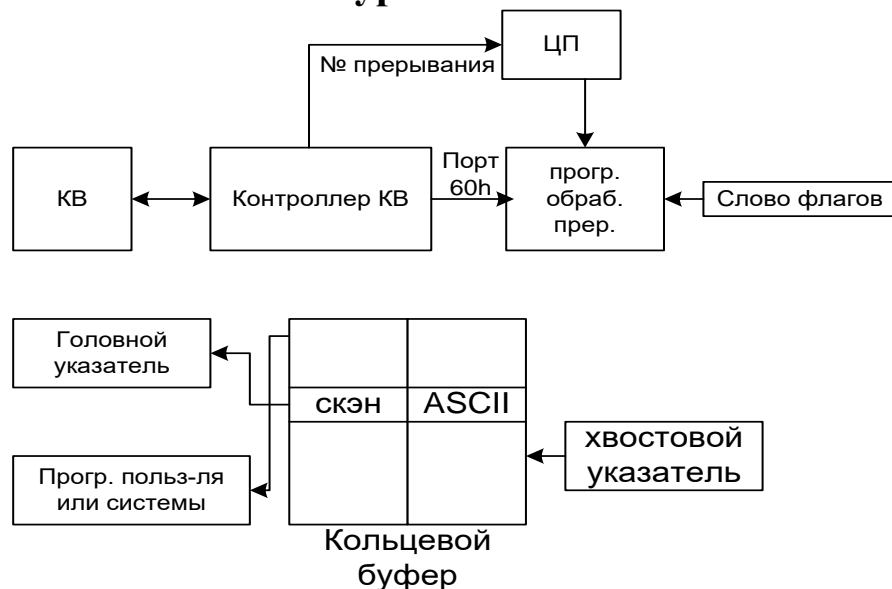 ЦП
№ прерывания
КВ
Контроллер КВ
Порт
60h
прогр.
обраб.
прер.
Слово флагов
Головной
указатель
скэн
ASCII
хвостовой
указатель
Прогр. польз-ля
или системы
Кольцевой
буфер